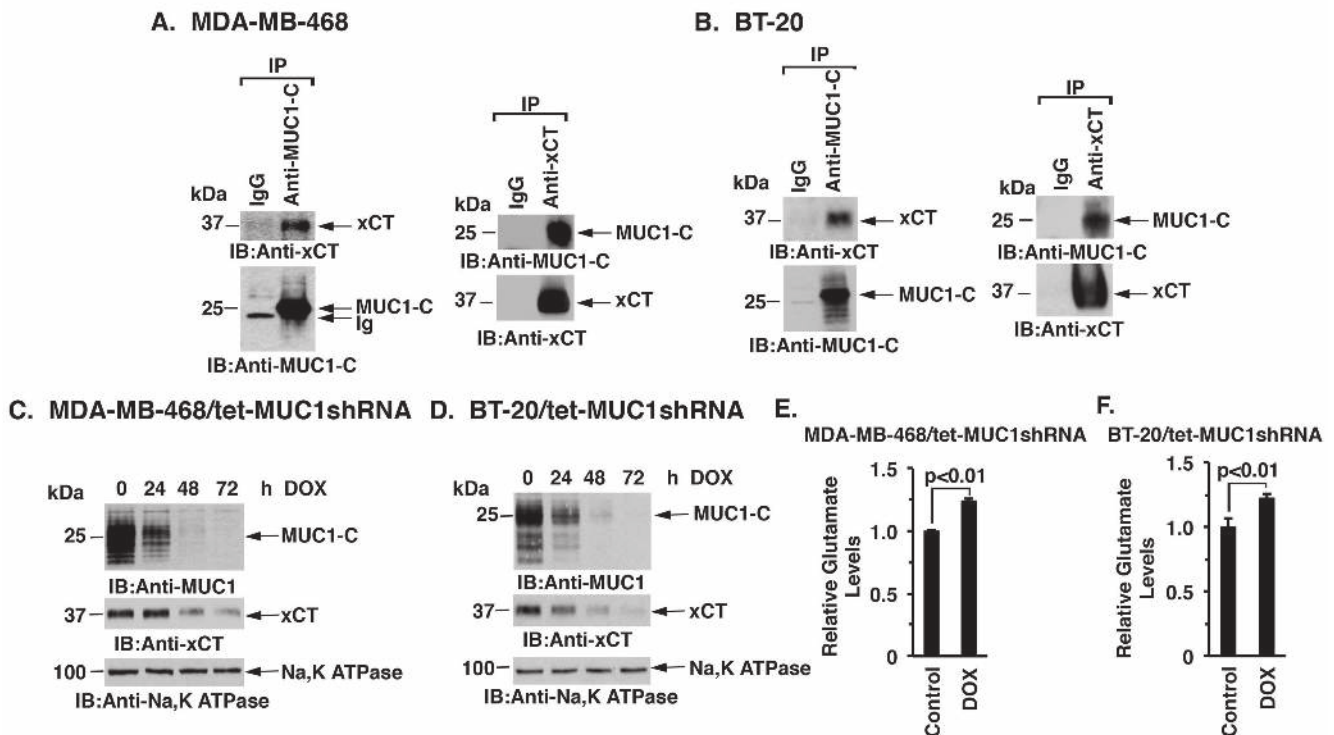 A. MDA-MB-468
IP
IgG
Anti-MUC1-C
kDa
37
xCT
IB:Anti-xCT
25
MUC1-C
Ig
IB:Anti-MUC1-C
IP
IgG
Anti-xCT
kDa
25
MUC1-C
IB:Anti-MUC1-C
37
xCT
IB:Anti-xCT
B. BT-20
IP
IgG
Anti-MUC1-C
kDa
37
xCT
IB:Anti-xCT
25
MUC1-C
IB:Anti-MUC1-C
IP
IgG
Anti-xCT
kDa
25
MUC1-C
IB:Anti-MUC1-C
37
xCT
IB:Anti-xCT
C. MDA-MB-468/tet-MUC1shRNA
0 24 48 72 h DOX
kDa
25
MUC1-C
IB:Anti-MUC1
37
xCT
IB:Anti-xCT
100
Na,K ATPase
IB:Anti-Na,K ATPase
D. BT-20/tet-MUC1shRNA
0 24 48 72 h DOX
kDa
25
MUC1-C
IB:Anti-MUC1
37
xCT
IB:Anti-xCT
100
Na,K ATPase
IB:Anti-Na,K ATPase
E.
MDA-MB-468/tet-MUC1shRNA
Relative Glutamate
Levels
1.5
1.0
0.5
0
p<0.01
Control
DOX
F.
BT-20/tet-MUC1shRNA
Relative Glutamate
Levels
1.5
1.0
0.5
0
p<0.01
Control
DOX